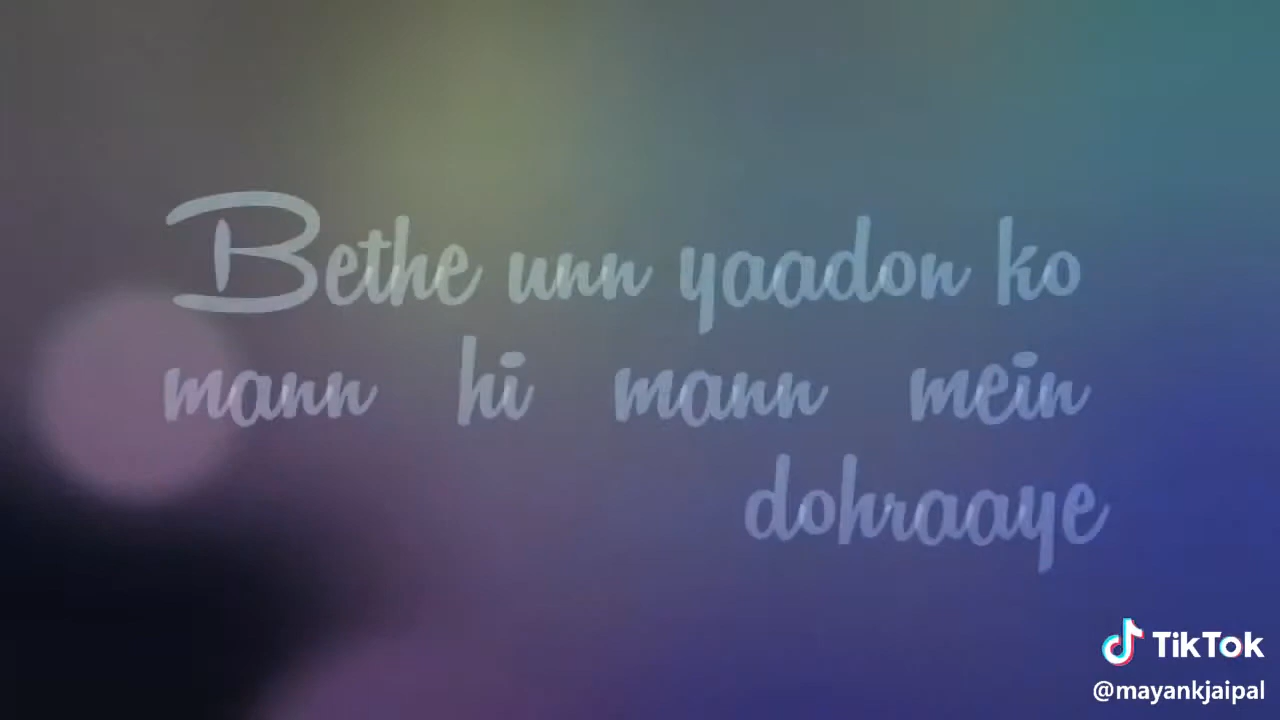 Bethe unn yaadon ko
mann hi mann mein
dohraaye
TikTok
@mayankjaipal